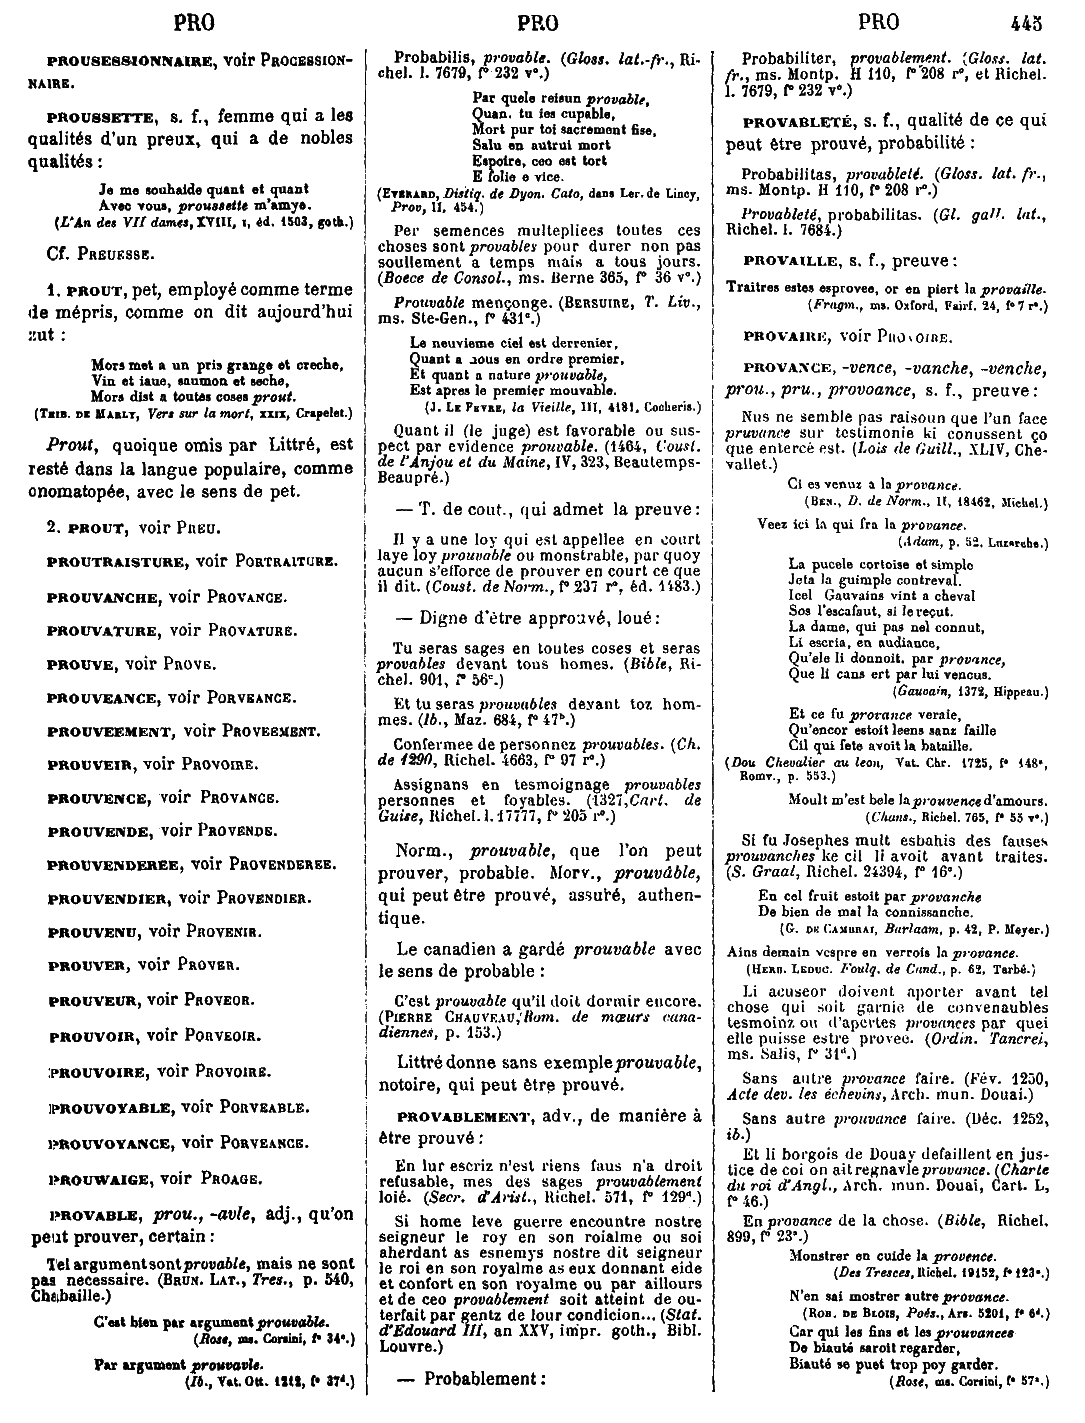 PRO
PRO
PRO 445
PROUSESSIONNAIRE, voir PROCESSION-
NAIRE.
PROUSSETTE, s. f., femme qui a les
qualités d'un preux, qui a de nobles
qualités :
Je me souhaide quant et quant
Avec vous, proussette m'amye.
(L'An des VII dames, XVIII, 1, éd. 1503, goth.)
Cf. PREUESSE.
1. PROUT, pet, employé comme terme
de mépris, comme on dit aujourd'hui
zut :
Mors met a un pris grange et creche,
Vin et iaue, saumon et seche,
Mors dist a toutes coses prout.
(THIB. DE MARLY, Vers sur la mort, XXIX, Crapelet.)
Prout, quoique omis par Littré, est
resté dans la langue populaire, comme
onomatopée, avec le sens de pet.
2. PROUT, voir PREU.
PROUTRAISTURE, voir PORTRAITURE.
PROUVANCHE, voir PROVANCE.
PROUVATURE, voir PROVATURE.
PROUVE, voir PROVE.
PROUVEANCE, voir PORVEANCE.
PROUVEEMENT, voir PROVEEMENT.
PROUVEIR, voir PROVOIRE.
PROUVENCE, voir PROVANCE.
PROUVENDE, voir PROVENDE.
PROUVENDEREE, voir PROVENDEREE.
PROUVENDIER, voir PROVENDIER.
PROUVENU, voir PROVENIR.
PROUVER, voir PROVER.
PROUVEUR, voir PROVEOR.
PROUVOIR, voir PORVEOIR.
PROUVOIRE, voir PROVOIRE.
PROUVOYABLE, voir PORVEABLE.
PROUVOYANCE, voir PORVEANCE.
PROUWAIGE, voir PROAGE.
PROVABLE, prou., -avle, adj., qu'on
peut prouver, certain :
Tel argument sont provable, mais ne sont
pas necessaire. (BRUN. LAT., Tres., p. 540,
Chabaille.)
C'est bien par argument prouvable.
(Rose, ms. Corsini, f° 34ᵃ.)
Par argument prouvavle.
(Ib., Vat. Ott. 1212, f° 37ᵈ.)
Probabilis, provable. (Gloss. lat.-fr., Ri-
chel. l. 7679, f° 232 v°.)
Par quele reisun provable,
Quan. tu ies cupable,
Mort pur toi sacrement fise,
Salu en autrui mort
Espoire, ceo est tort
E folie e vice.
(EVERARD, Distiq. de Dyon. Cato, dans Ler. de Lincy,
Prov, II, 454.)
Per semences multepliees toutes ces
choses sont provables pour durer non pas
soullement a temps mais a tous jours.
(Boece de Consol., ms. Berne 365, f° 36 v°.)
Prouvable mençonge. (BERSUIRE, T. Liv.,
ms. Ste-Gen., f° 431ᶜ.)
Le neuvieme ciel est derrenier,
Quant a nous en ordre premier,
Et quant a nature prouvable,
Est apres le premier mouvable.
(J. LE FEVRE, la Vieille, III, 4181, Cocheris.)
Quant il (le juge) est favorable ou sus-
pect par evidence prouvable. (1464, Coust.
de l'Anjou et du Maine, IV, 323, Beautemps-
Beaupré.)
— T. de cout., qui admet la preuve :
Il y a une loy qui est appellee en court
laye loy prouvable ou monstrable, par quoy
aucun s'efforce de prouver en court ce que
il dit. (Coust. de Norm., f° 237 r°, éd. 1483.)
— Digne d'être approuvé, loué :
Tu seras sages en toutes coses et seras
provables devant tous homes. (Bible, Ri-
chel. 901, f° 56ᶜ.)
Et tu seras prouvables devant toz hom-
mes. (Ib., Maz. 684, f° 47ᵇ.)
Confermee de personnez prouvables. (Ch.
de 1290, Richel. 4663, f° 97 r°.)
Assignans en tesmoignage prouvables
personnes et foyables. (1327, Cart. de
Guise, Richel. l. 17777, f° 205 r°.)
Norm., prouvable, que l'on peut
prouver, probable. Morv., prouvâble,
qui peut être prouvé, assuré, authen-
tique.
Le canadien a gardé prouvable avec
le sens de probable :
C'est prouvable qu'il doit dormir encore.
(PIERRE CHAUVEAU, Rom. de mœurs cana-
diennes, p. 153.)
Littré donne sans exemple prouvable,
notoire, qui peut être prouvé.
PROVABLEMENT, adv., de manière à
être prouvé :
En lur escriz n'est riens faus n'a droit
refusable, mes des sages prouvablement
loié. (Secr. d'Arist., Richel. 571, f° 129ᵈ.)
Si home leve guerre encountre nostre
seigneur le roy en son roialme ou soi
aherdant as esnemys nostre dit seigneur
le roi en son royalme as eux donnant eide
et confort en son royalme ou par aillours
et de ceo provablement soit atteint de ou-
terfait par gentz de lour condicion... (Stat.
d'Edouard III, an XXV, impr. goth., Bibl.
Louvre.)
— Probablement :
Probabiliter, provablement. (Gloss. lat.
fr., ms. Montp. H 110, f° 208 r°, et Richel.
l. 7679, f° 232 v°.)
PROVABLETÉ, s. f., qualité de ce qui
peut être prouvé, probabilité :
Probabilitas, provableté. (Gloss. lat. fr.,
ms. Montp. H 110, f° 208 r°.)
Provableté, probabilitas. (Gl. gall. lat.,
Richel. l. 7684.)
PROVAILLE, s. f., preuve :
Traitres estes esprovee, or en piert la provaille.
(Fragm., ms. Oxford, Fairf. 24, f° 7 r°.)
PROVAIRE, voir PROVOIRE.
PROVANCE, -vence, -vanche, -venche,
prou., pru., provoance, s. f., preuve :
Nus ne semble pas raisoun que l'un face
pruvance sur testimonie ki conussent ço
que entercé est. (Lois de Guill., XLIV, Che-
vallet.)
Ci es venuz a la provance.
(BEN., D. de Norm., II, 18462, Michel.)
Veez ici la qui fra la provance.
(Adam, p. 52, Luzarche.)
La pucele cortoise et simple
Jeta la guimple contreval.
Icel Gauvains vint a cheval
Sos l'escafaut, si le reçut.
La dame, qui pas nel connut,
Li escria, en audiance,
Qu'ele li donnoit, par provance,
Que li cans ert par lui vencus.
(Gauvain, 1372, Hippeau.)
Et ce fu provance veraie,
Qu'encor estoit leens sanz faille
Cil qui fete avoit la bataille.
(Dou Chevalier au leon, Vat. Chr. 1725, f° 148ᵃ,
Romv., p. 553.)
Moult m'est bele la prouvence d'amours.
(Chans., Richel. 765, f° 55 v°.)
Si fu Josephes mult esbahis des fauses
prouvanches ke cil li avoit avant traites.
(S. Graal, Richel. 24394, f° 16ᵃ.)
En cel fruit estoit par provanche
De bien de mal la connissanche.
(G. DE CAMBRAI, Barlaam, p. 42, P. Meyer.)
Ains demain vespre en verrois la provance.
(HERB. LEDUC. Foulq. de Cand., p. 62, Tarbé.)
Li acuseor doivent aporter avant tel
chose qui soit garnie de convenaubles
tesmoinz ou d'apertes provances par quei
elle puisse estre provee. (Ordin. Tancrei,
ms. Salis, f° 31ᵈ.)
Sans autre provance faire. (Fév. 1250,
Acte dev. les échevins, Arch. mun. Douai.)
Sans autre prouvance faire. (Déc. 1252,
ib.)
Et li borgois de Douay defaillent en jus-
tice de coi on ait regnavle provance. (Charte
du roi d'Angl., Arch. mun. Douai, Cart. L,
f° 46.)
En provance de la chose. (Bible, Richel.
899, f° 23ᵃ.)
Monstrer en cuide la provence.
(Des Tresces, Richel. 19152, f° 123ᵃ.)
N'en sai mostrer autre provance.
(ROB. DE BLOIS, Poés., Ars. 5201, f° 6ᵈ.)
Car qui les fins et les prouvances
De biauté saroit regarder,
Biauté se puet trop poy garder.
(Rose, ms. Corsini, f° 57ᵃ.)